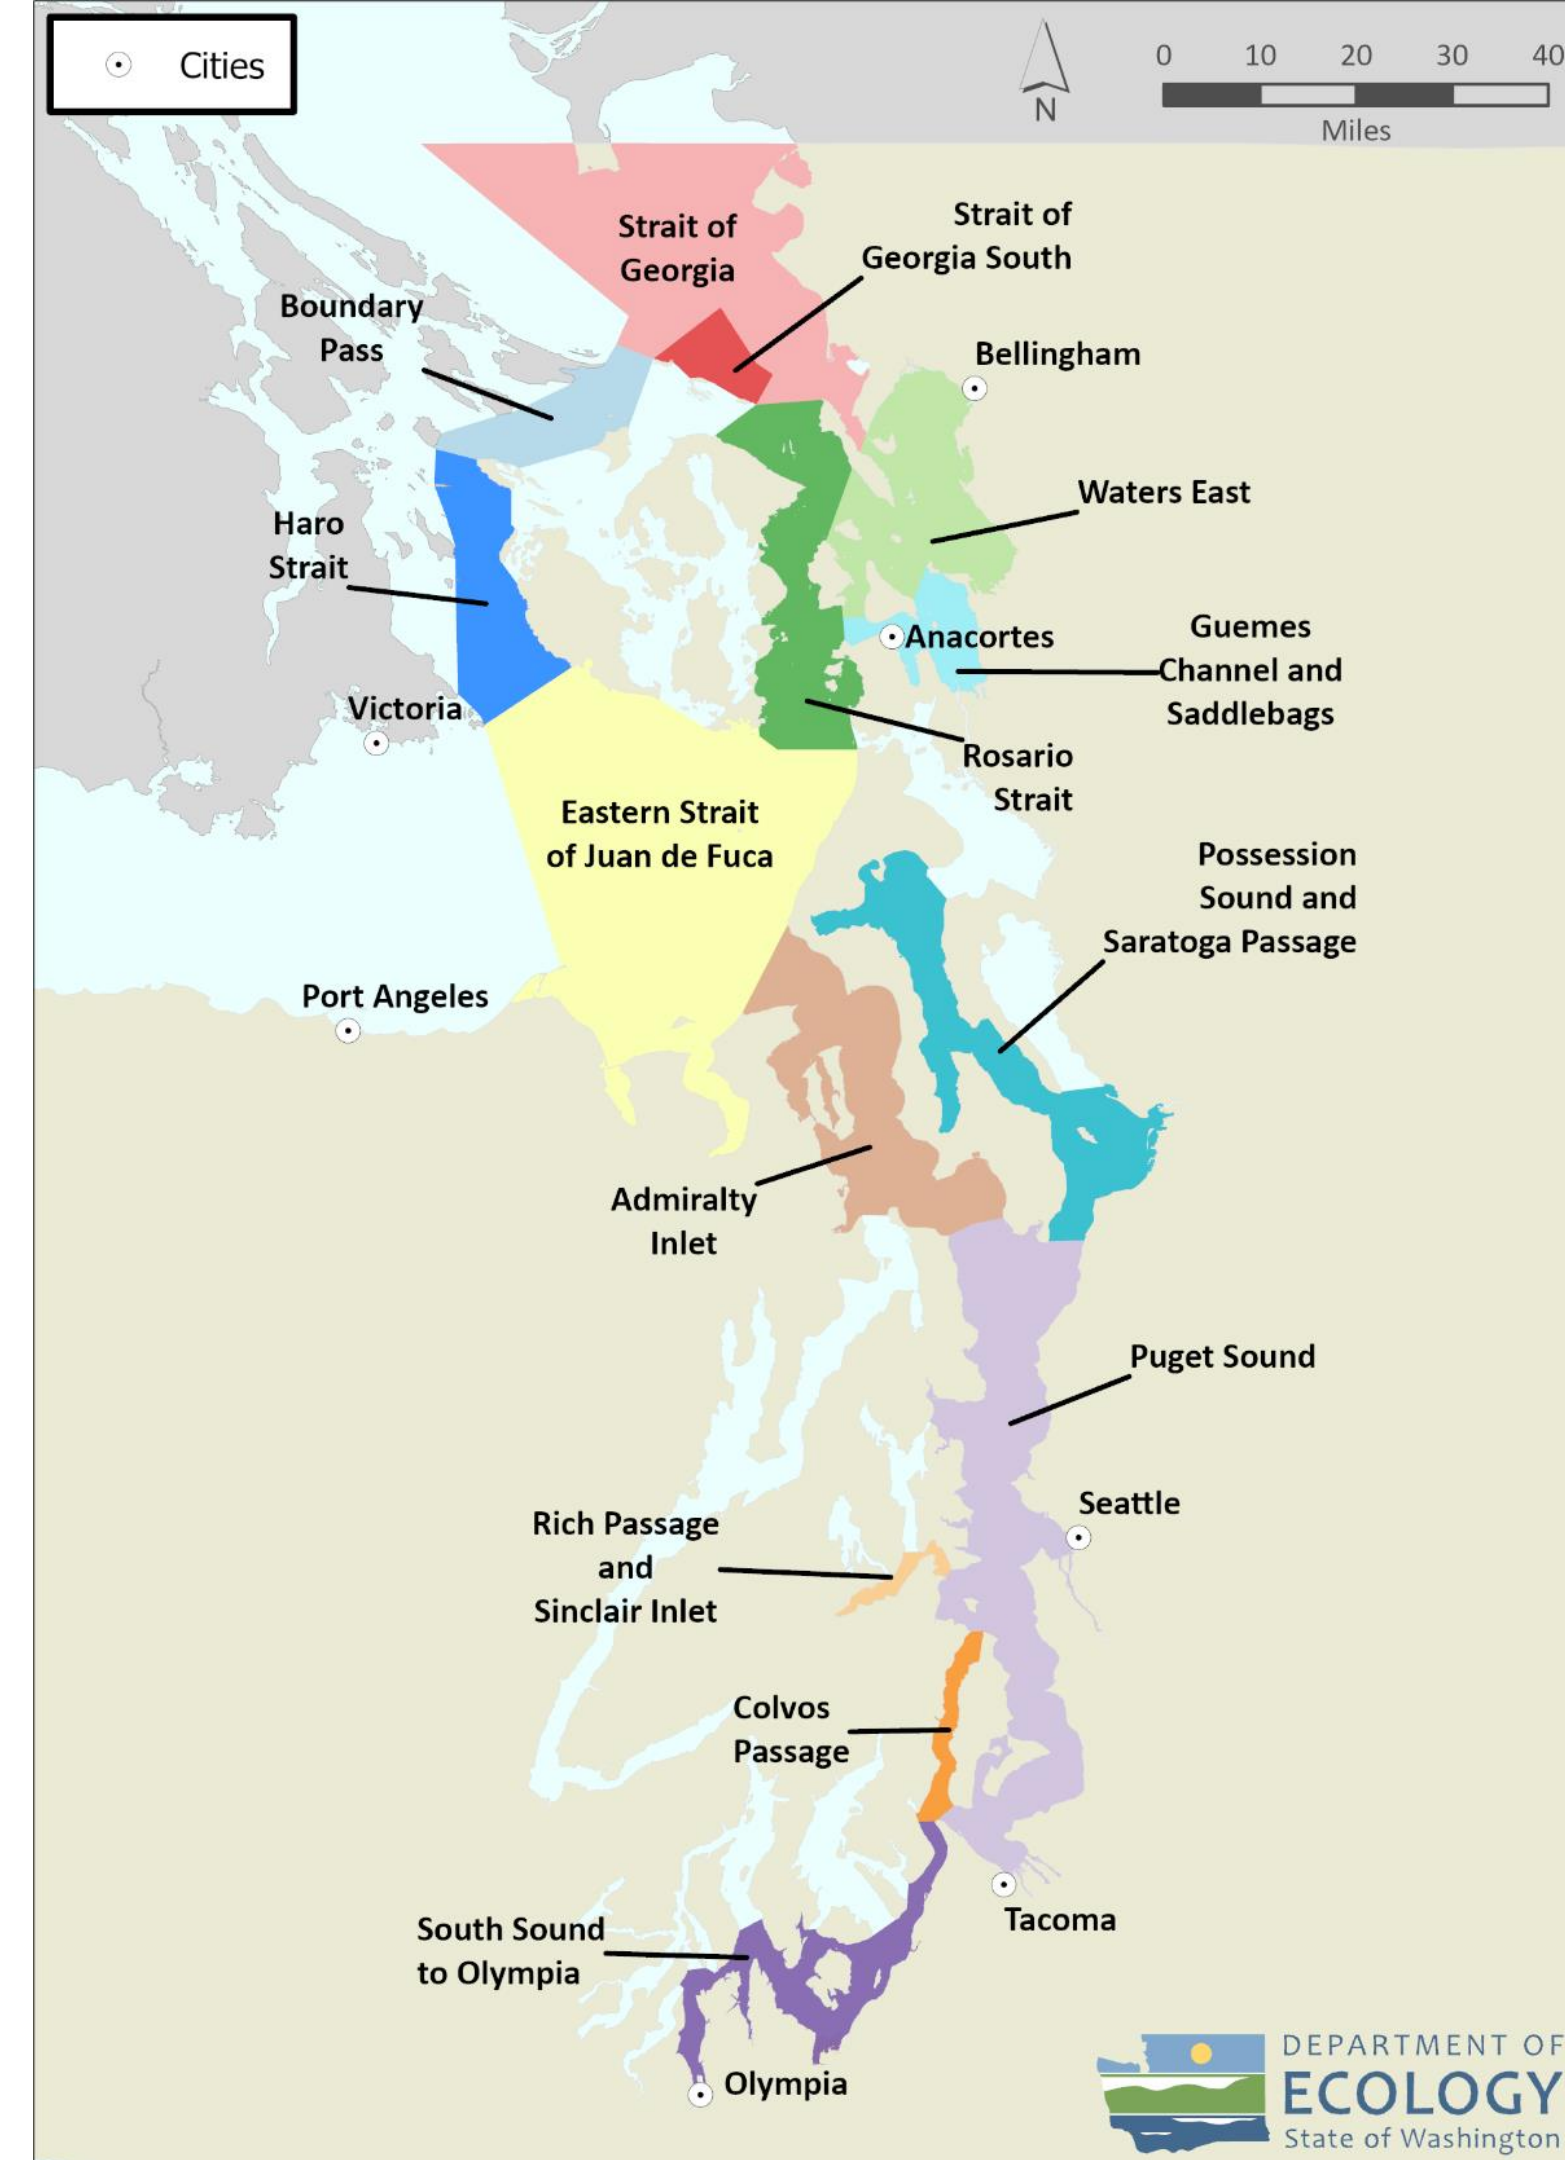 Cities
0 10 20 30 40
N
Miles
Strait of
Georgia
Strait of
Georgia South
Boundary
Pass
Bellingham
Waters East
Haro
Strait
Anacortes
Guemes
Channel and
Saddlebags
Victoria
Rosario
Strait
Eastern Strait
of Juan de Fuca
Possession
Sound and
Saratoga Passage
Port Angeles
Admiralty
Inlet
Puget Sound
Seattle
Rich Passage
and
Sinclair Inlet
Colvos
Passage
Tacoma
South Sound
to Olympia
Olympia
DEPARTMENT OF
ECOLOGY
State of Washington